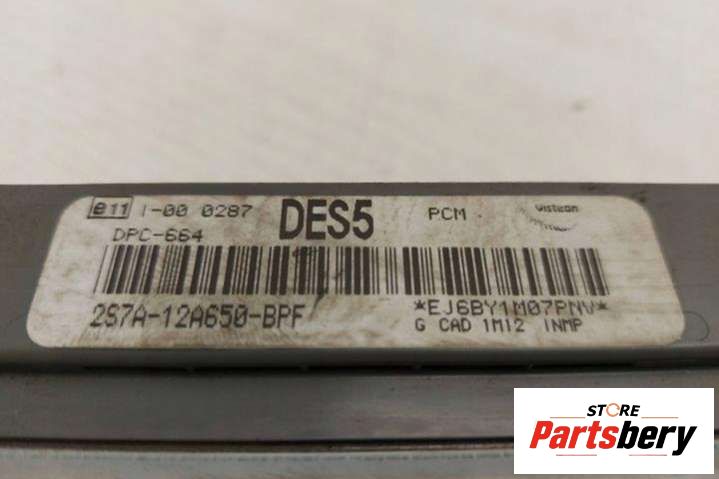 e11 1-00 0287 DES5 PCM Visteon
DPC-664
2S7A-12A650-BPF *EJ6BY1M07PNV*
G CAD 1M12 INMP
STORE
Partsbery